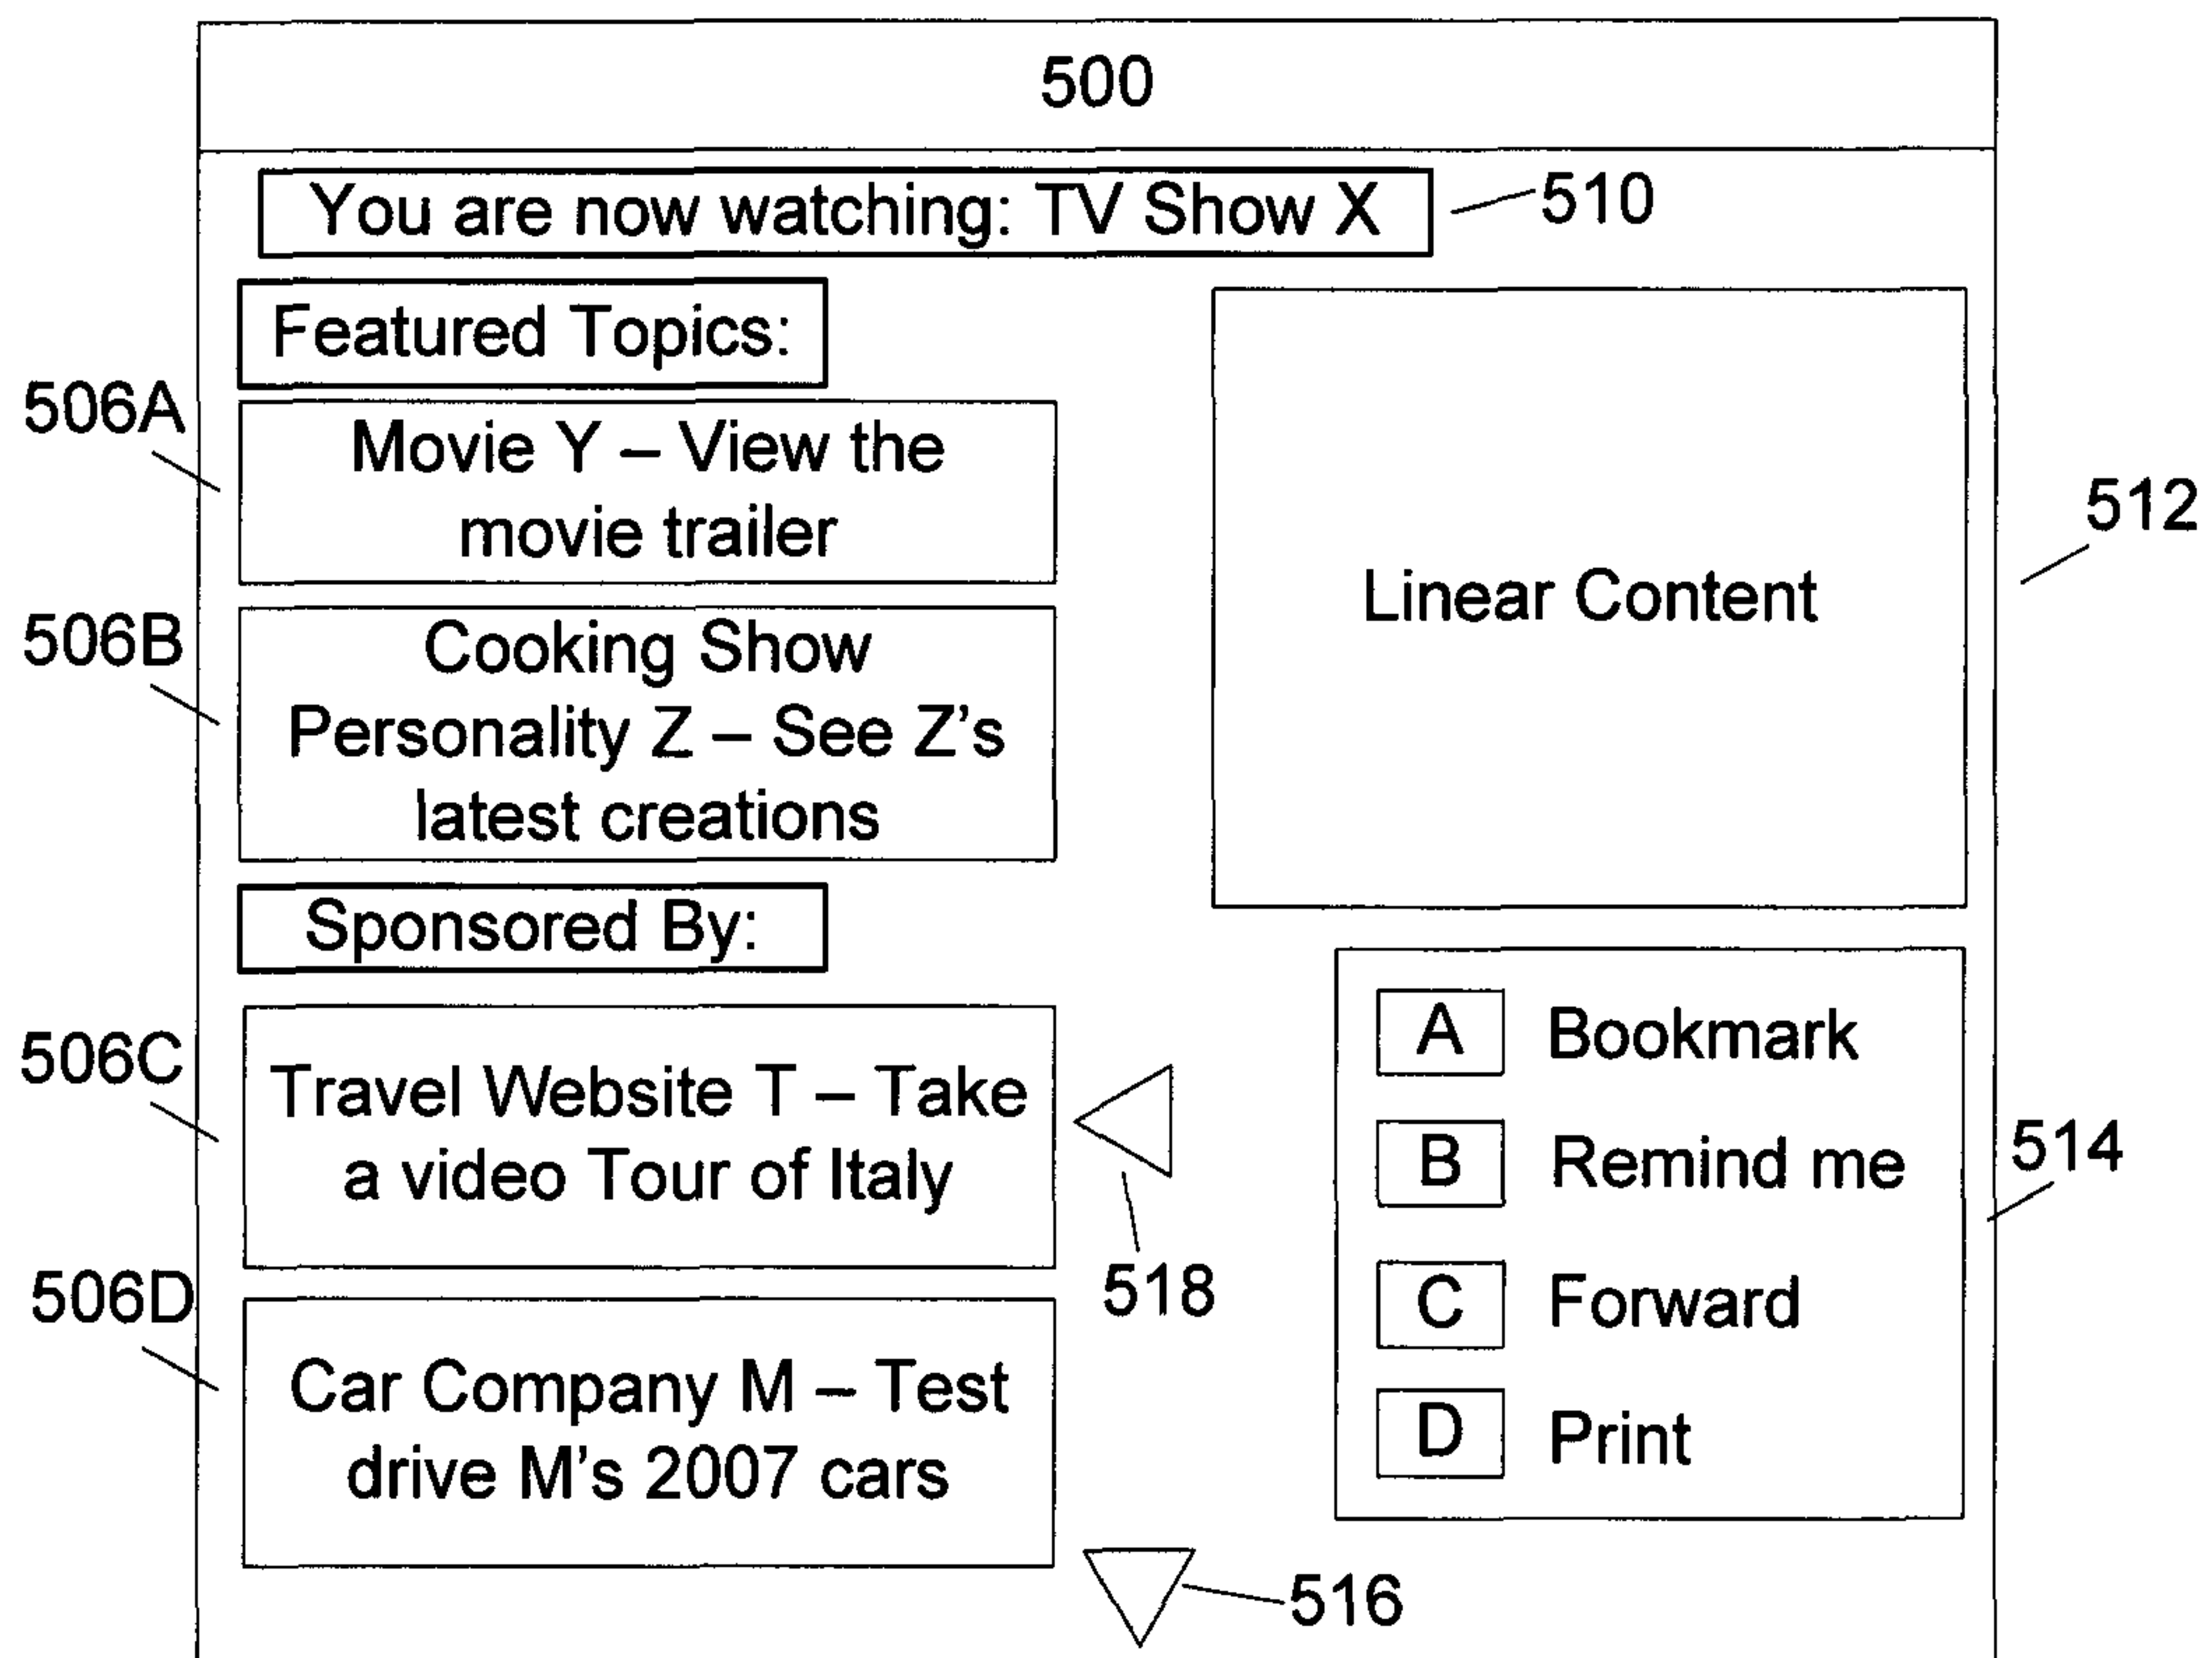 500
You are now watching: TV Show X
510
Featured Topics:
506A
Movie Y – View the
movie trailer
506B
Cooking Show
Personality Z – See Z's
latest creations
Linear Content
512
Sponsored By:
506C
Travel Website T – Take
a video Tour of Italy
518
506D
Car Company M – Test
drive M's 2007 cars
516
A Bookmark
B Remind me
C Forward
D Print
514